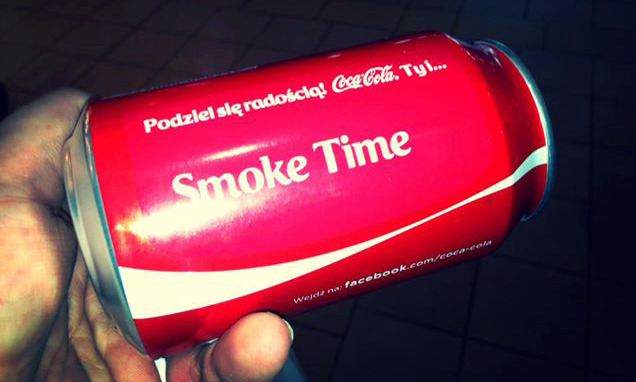 Podziel się radością! Coca-Cola. Ty i...
Smoke Time
Wejdź na: facebook.com/coca-cola